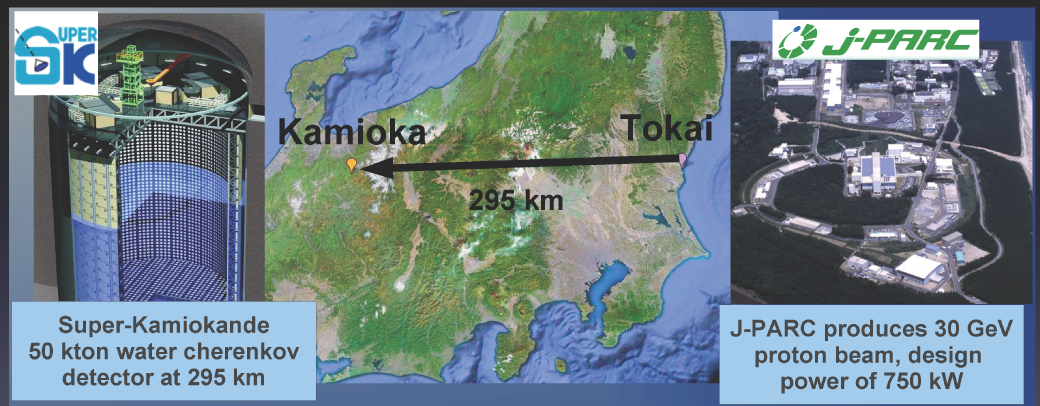 SUPER
SK
J-PARC
Kamioka
Tokai
295 km
Super-Kamiokande
50 kton water cherenkov
detector at 295 km
J-PARC produces 30 GeV
proton beam, design
power of 750 kW